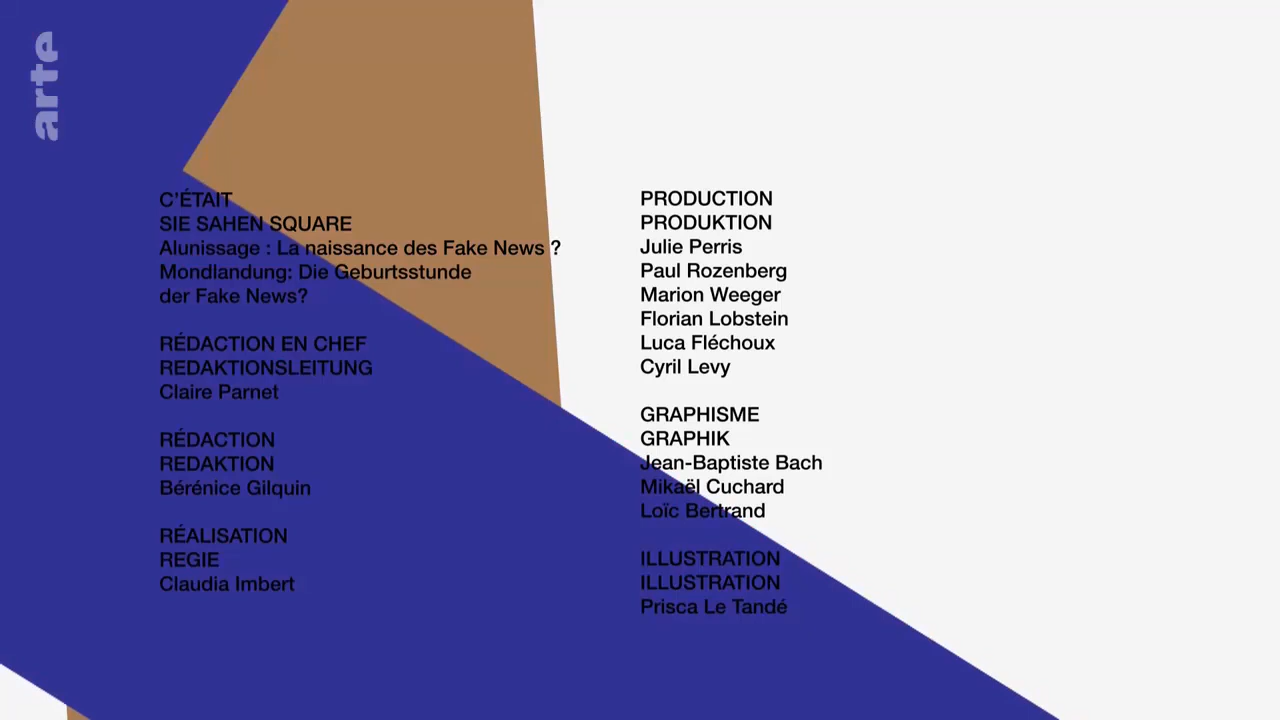 arte
C'ÉTAIT
SIE SAHEN SQUARE
Alunissage : La naissance des Fake News ?
Mondlandung: Die Geburtsstunde
der Fake News?
RÉDACTION EN CHEF
REDAKTIONSLEITUNG
Claire Parnet
RÉDACTION
REDAKTION
Bérénice Gilquin
RÉALISATION
REGIE
Claudia Imbert
PRODUCTION
PRODUKTION
Julie Perris
Paul Rozenberg
Marion Weeger
Florian Lobstein
Luca Fléchoux
Cyril Levy
GRAPHISME
GRAPHIK
Jean-Baptiste Bach
Mikaël Cuchard
Loïc Bertrand
ILLUSTRATION
ILLUSTRATION
Prisca Le Tandé